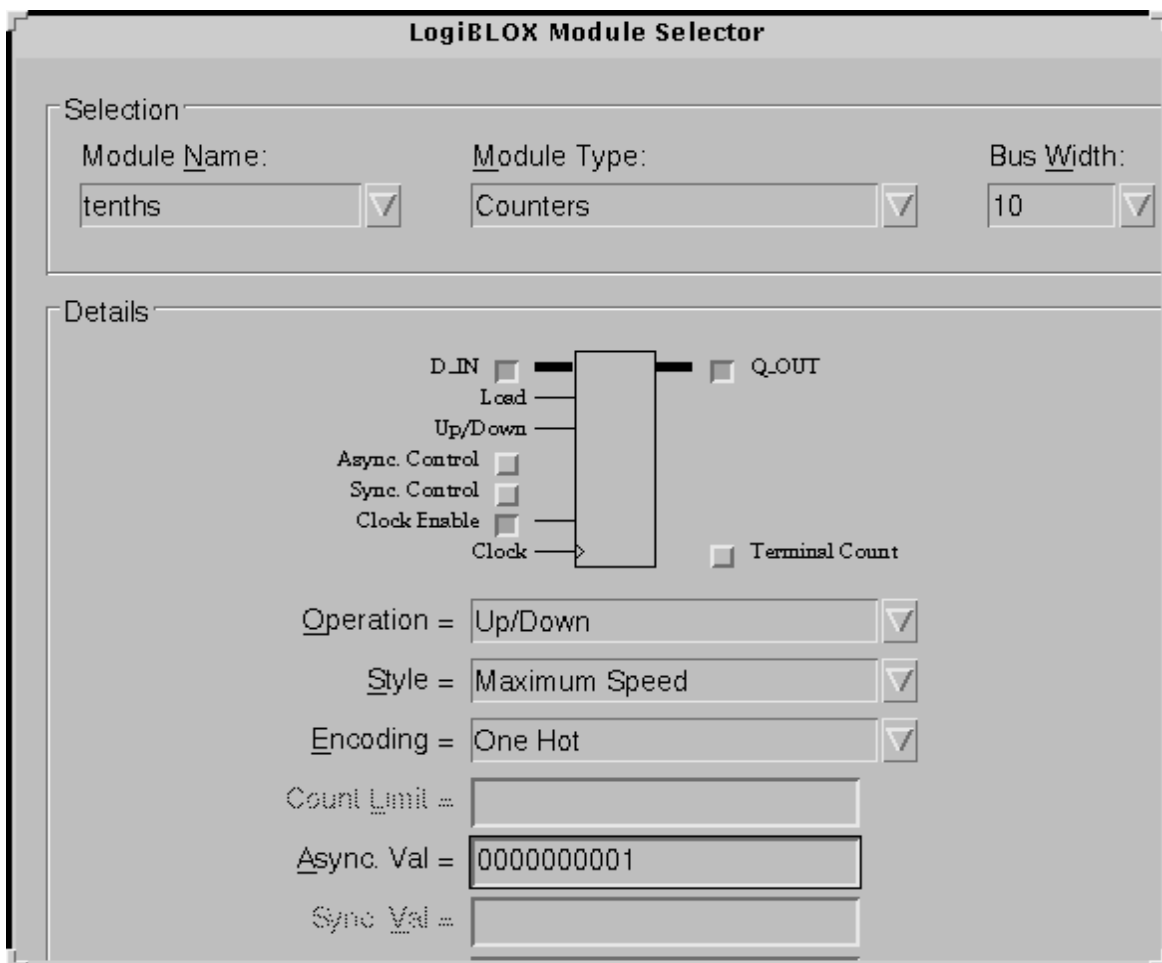 LogiBLOX Module Selector
Selection
Module Name: Module Type: Bus Width:
tenths Counters 10
Details
D_IN Q_OUT
Load
Up/Down
Async. Control
Sync. Control
Clock Enable
Clock Terminal Count
Operation = Up/Down
Style = Maximum Speed
Encoding = One Hot
Count Limit =
Async. Val = 0000000001
Sync. Val =